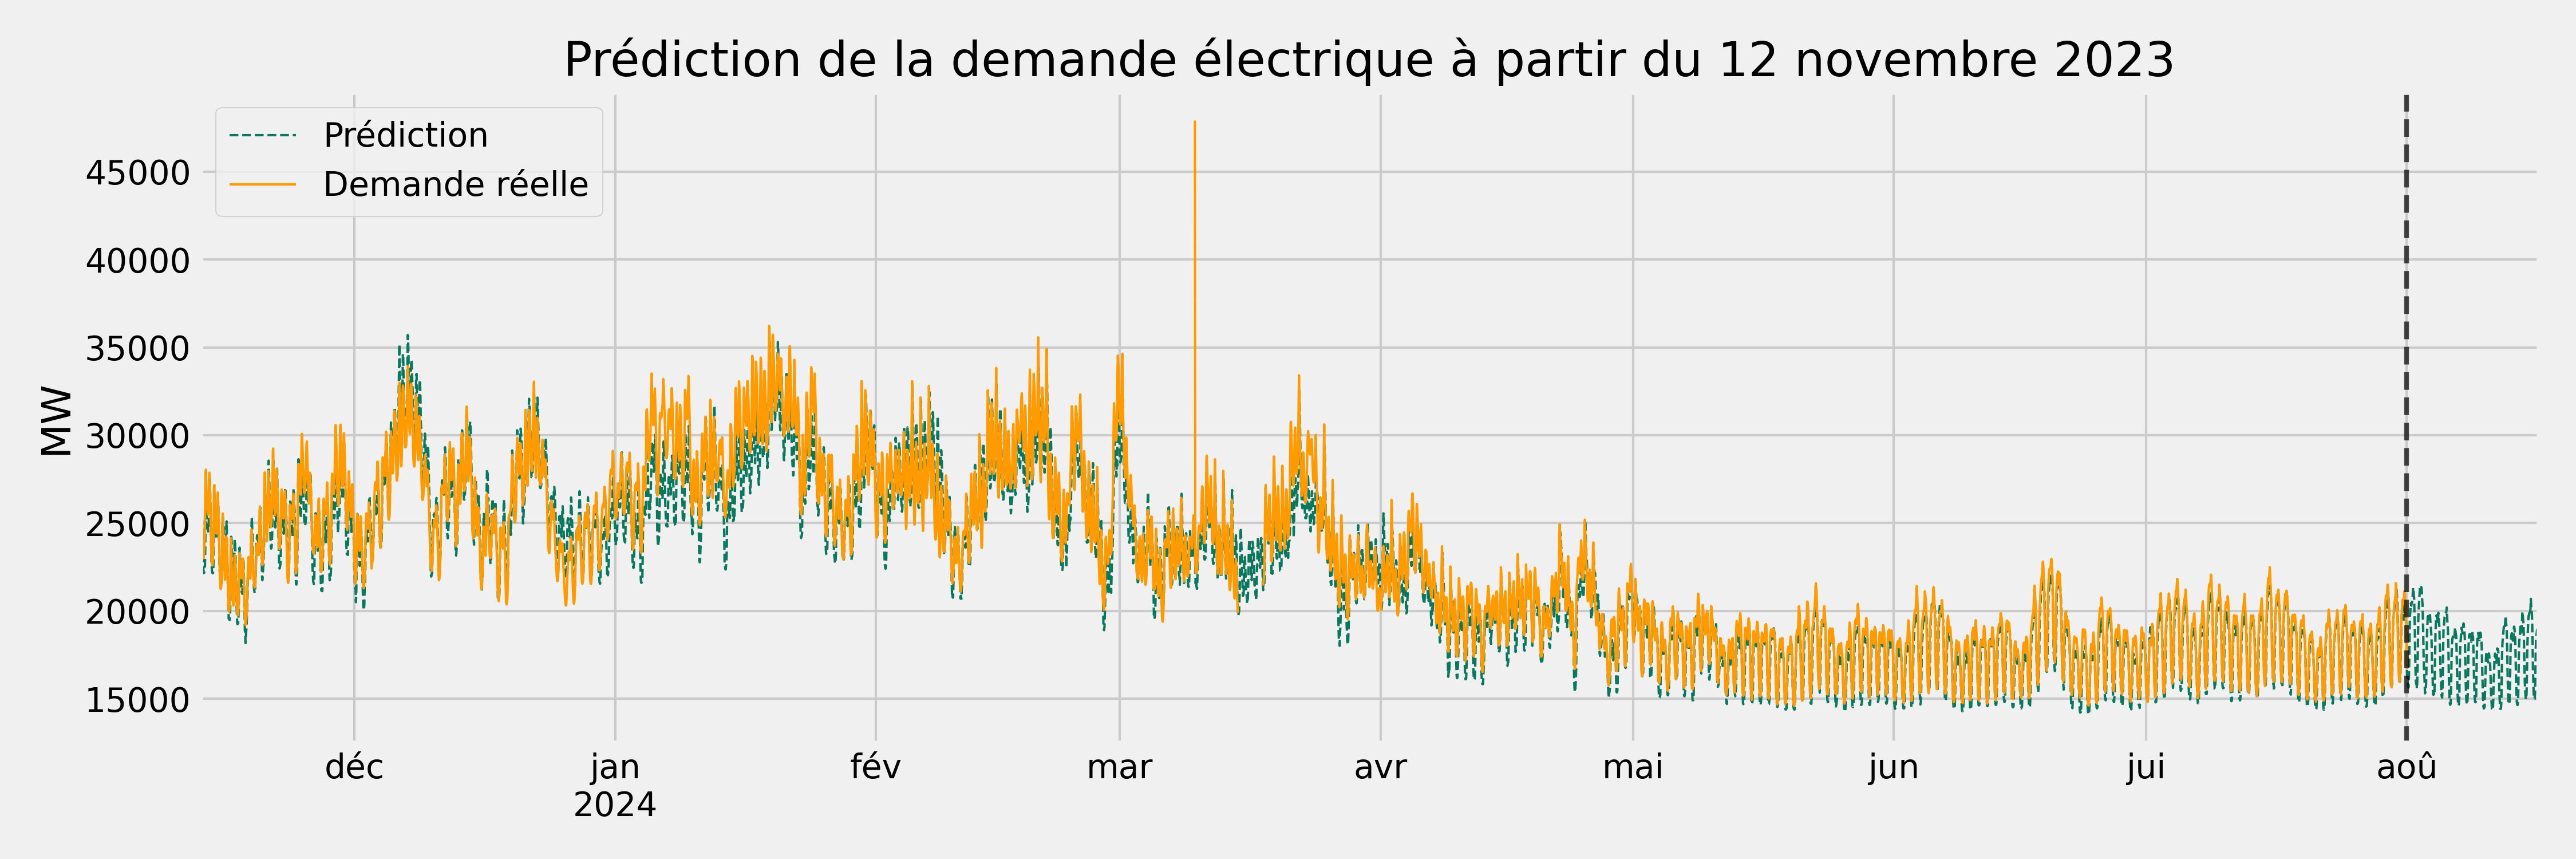 Prédiction de la demande électrique à partir du 12 novembre 2023
Prédiction
Demande réelle
MW
45000
40000
35000
30000
25000
20000
15000
déc
jan
2024
fév
mar
avr
mai
jun
jui
aoû